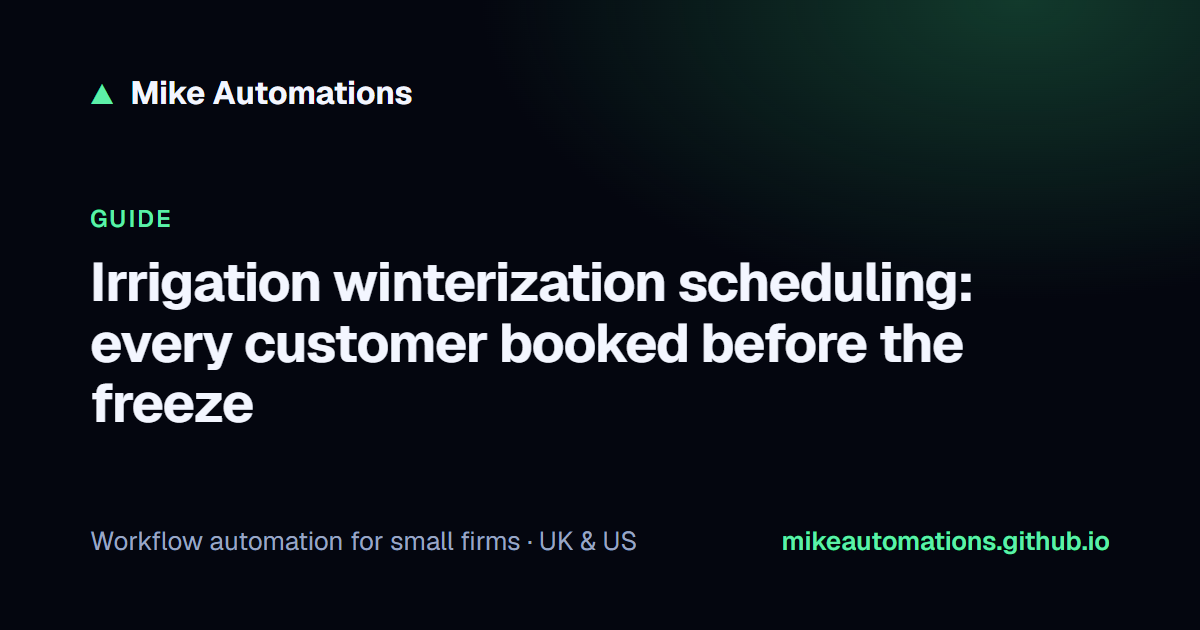 Mike Automations
GUIDE
Irrigation winterization scheduling:
every customer booked before the
freeze
Workflow automation for small firms · UK & US
mikeautomations.github.io